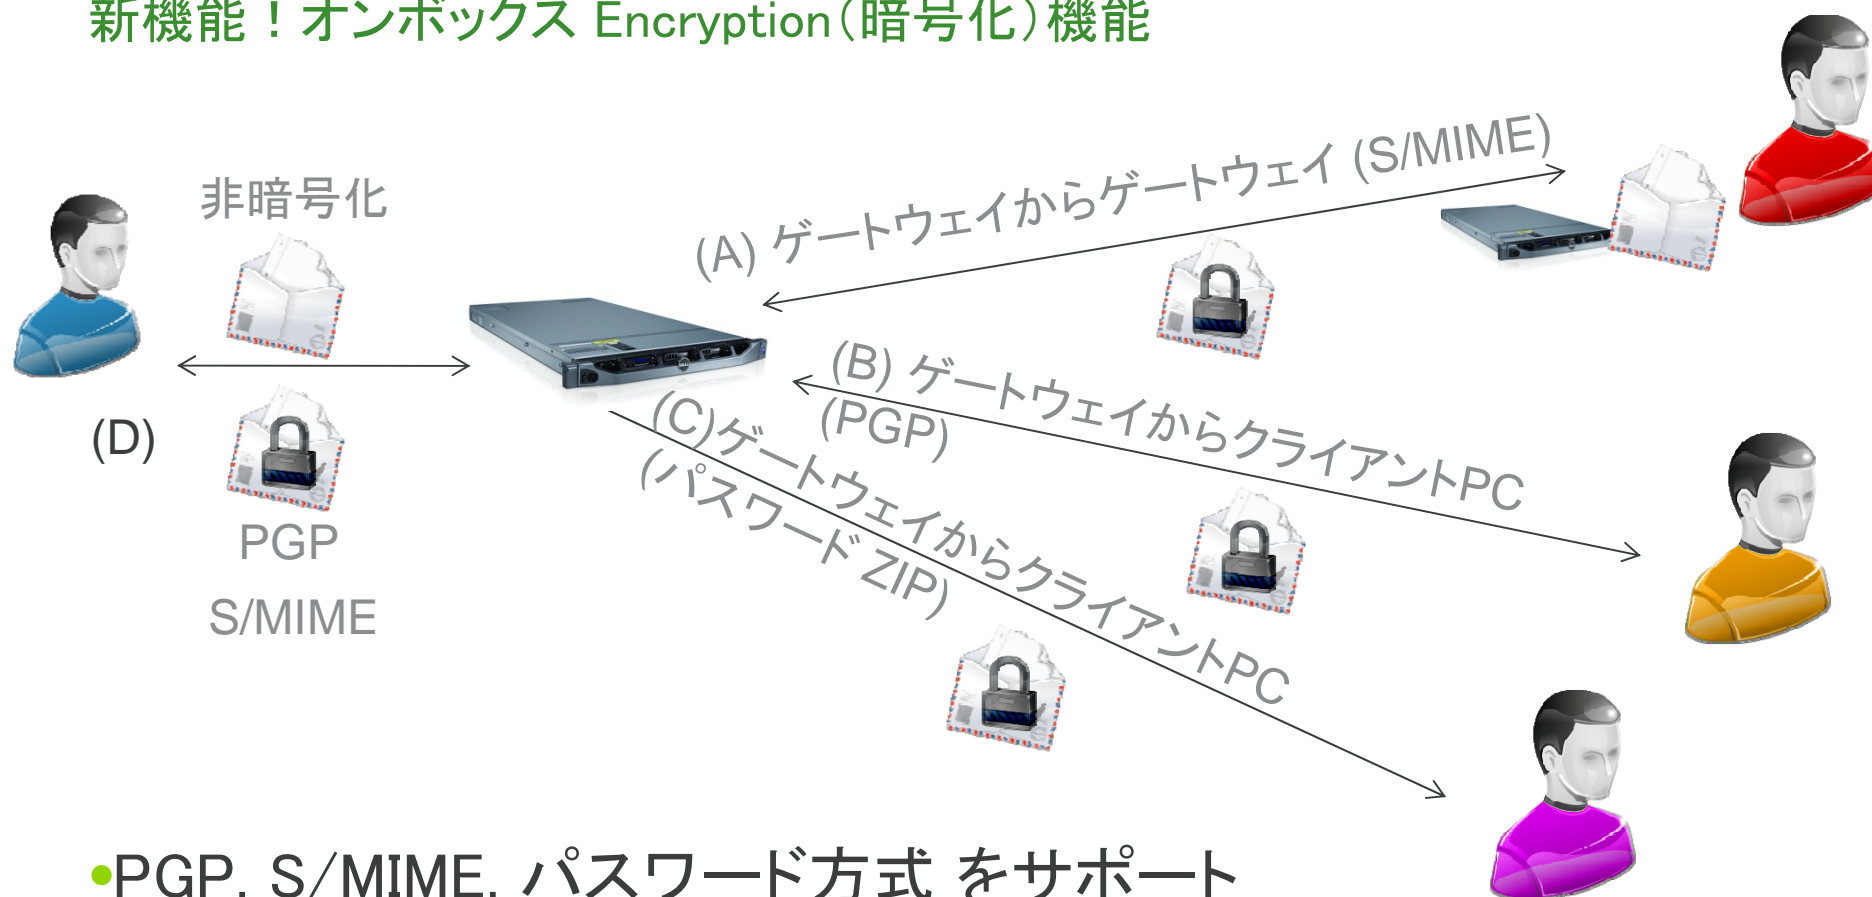 新機能！オンボックス Encryption（暗号化）機能
非暗号化
(A) ゲートウェイからゲートウェイ (S/MIME)
(B) ゲートウェイからクライアントPC
(PGP)
(C)ゲートウェイからクライアントPC
(パスワード ZIP)
(D)
PGP
S/MIME
•PGP, S/MIME, パスワード方式 をサポート